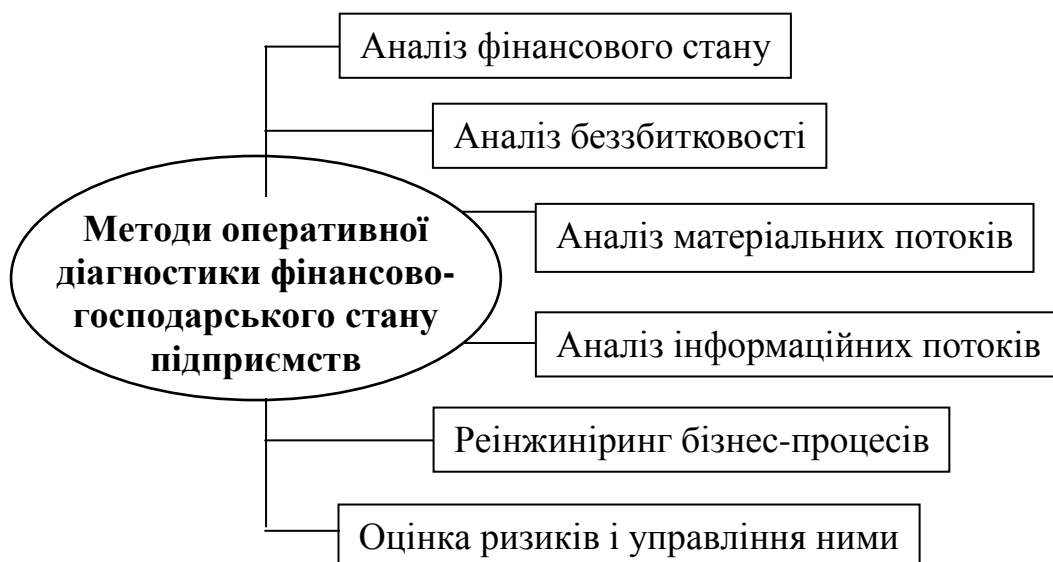 Аналіз фінансового стану
Аналіз беззбитковості
Методи оперативної
діагностики фінансово-
господарського стану
підприємств
Аналіз матеріальних потоків
Аналіз інформаційних потоків
Реінжиніринг бізнес-процесів
Оцінка ризиків і управління ними